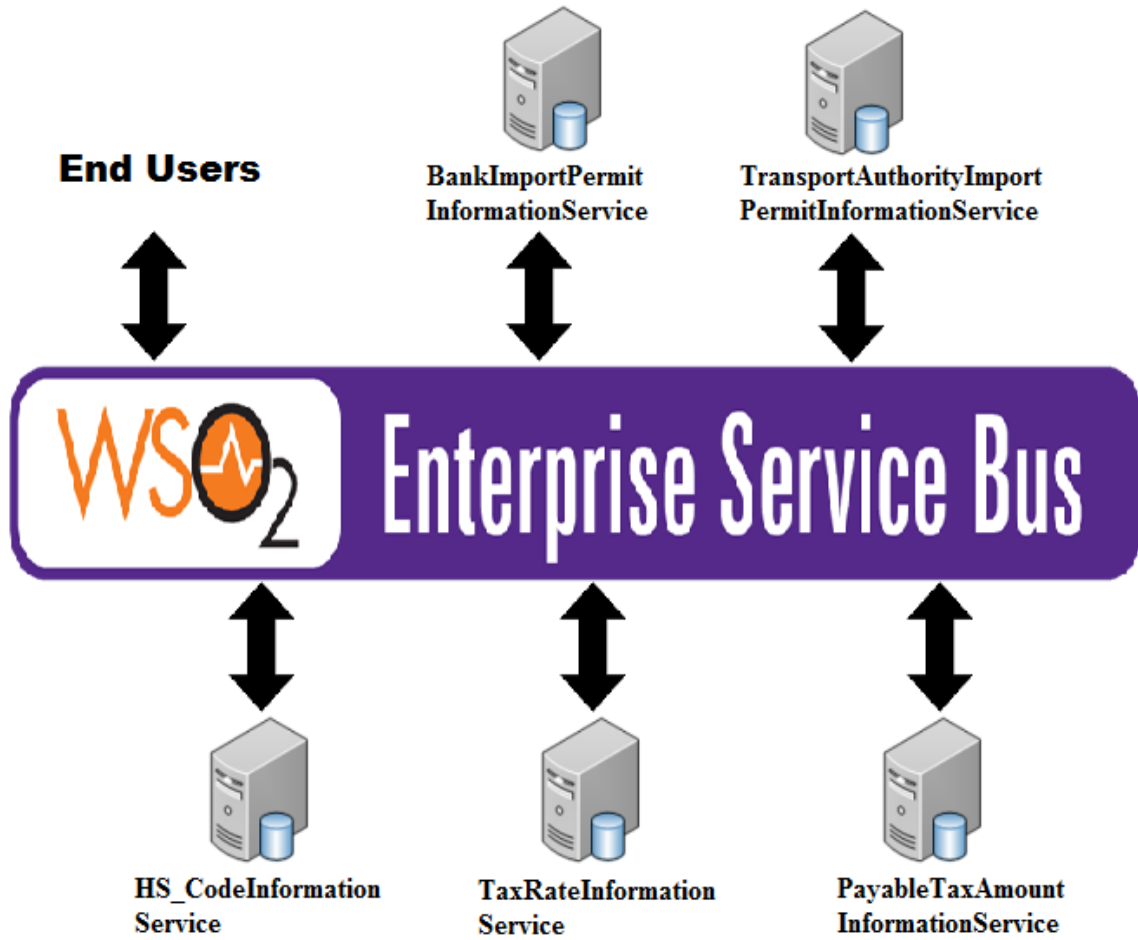 End Users
BankImportPermit
InformationService
TransportAuthorityImport
PermitInformationService
WSO2 Enterprise Service Bus
HS_CodeInformation
Service
TaxRateInformation
Service
PayableTaxAmount
InformationService